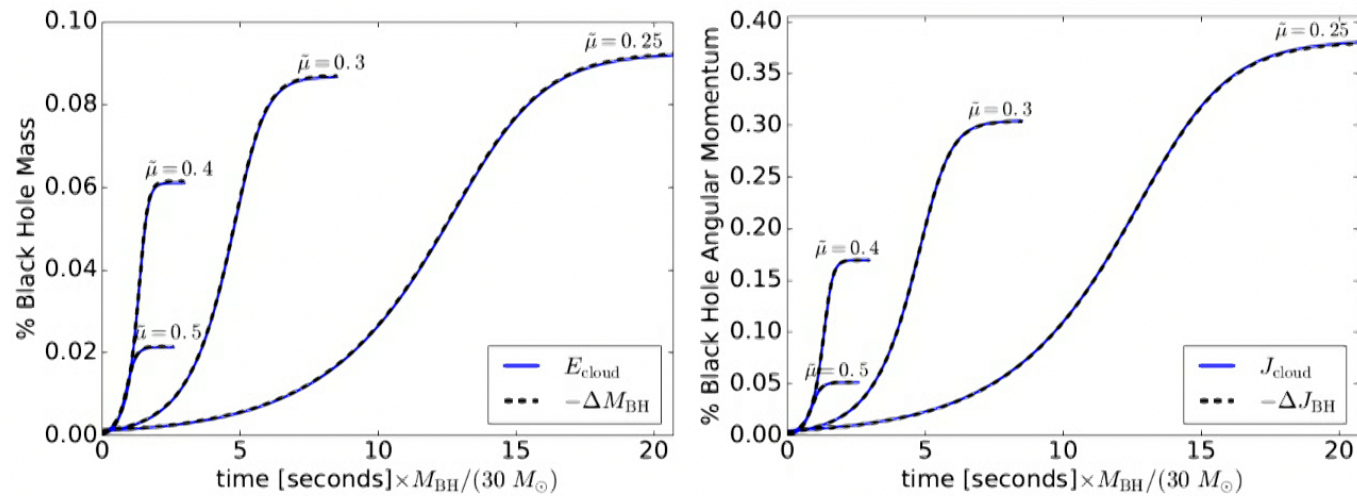 % Black Hole Mass
0.10
0.08
0.06
0.04
0.02
0.00
μ̃ = 0.25
μ̃ = 0.3
μ̃ = 0.4
μ̃ = 0.5
E_cloud
−ΔM_BH
0 5 10 15 20
time [seconds]×M_BH/(30 M_⊙)
% Black Hole Angular Momentum
0.40
0.35
0.30
0.25
0.20
0.15
0.10
0.05
0.00
μ̃ = 0.25
μ̃ = 0.3
μ̃ = 0.4
μ̃ = 0.5
J_cloud
−ΔJ_BH
0 5 10 15 20
time [seconds]×M_BH/(30 M_⊙)